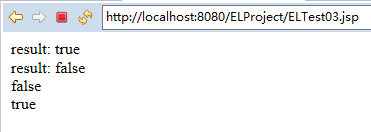 http://localhost:8080/ELProject/ELTest03.jsp
result: true
result: false
false
true